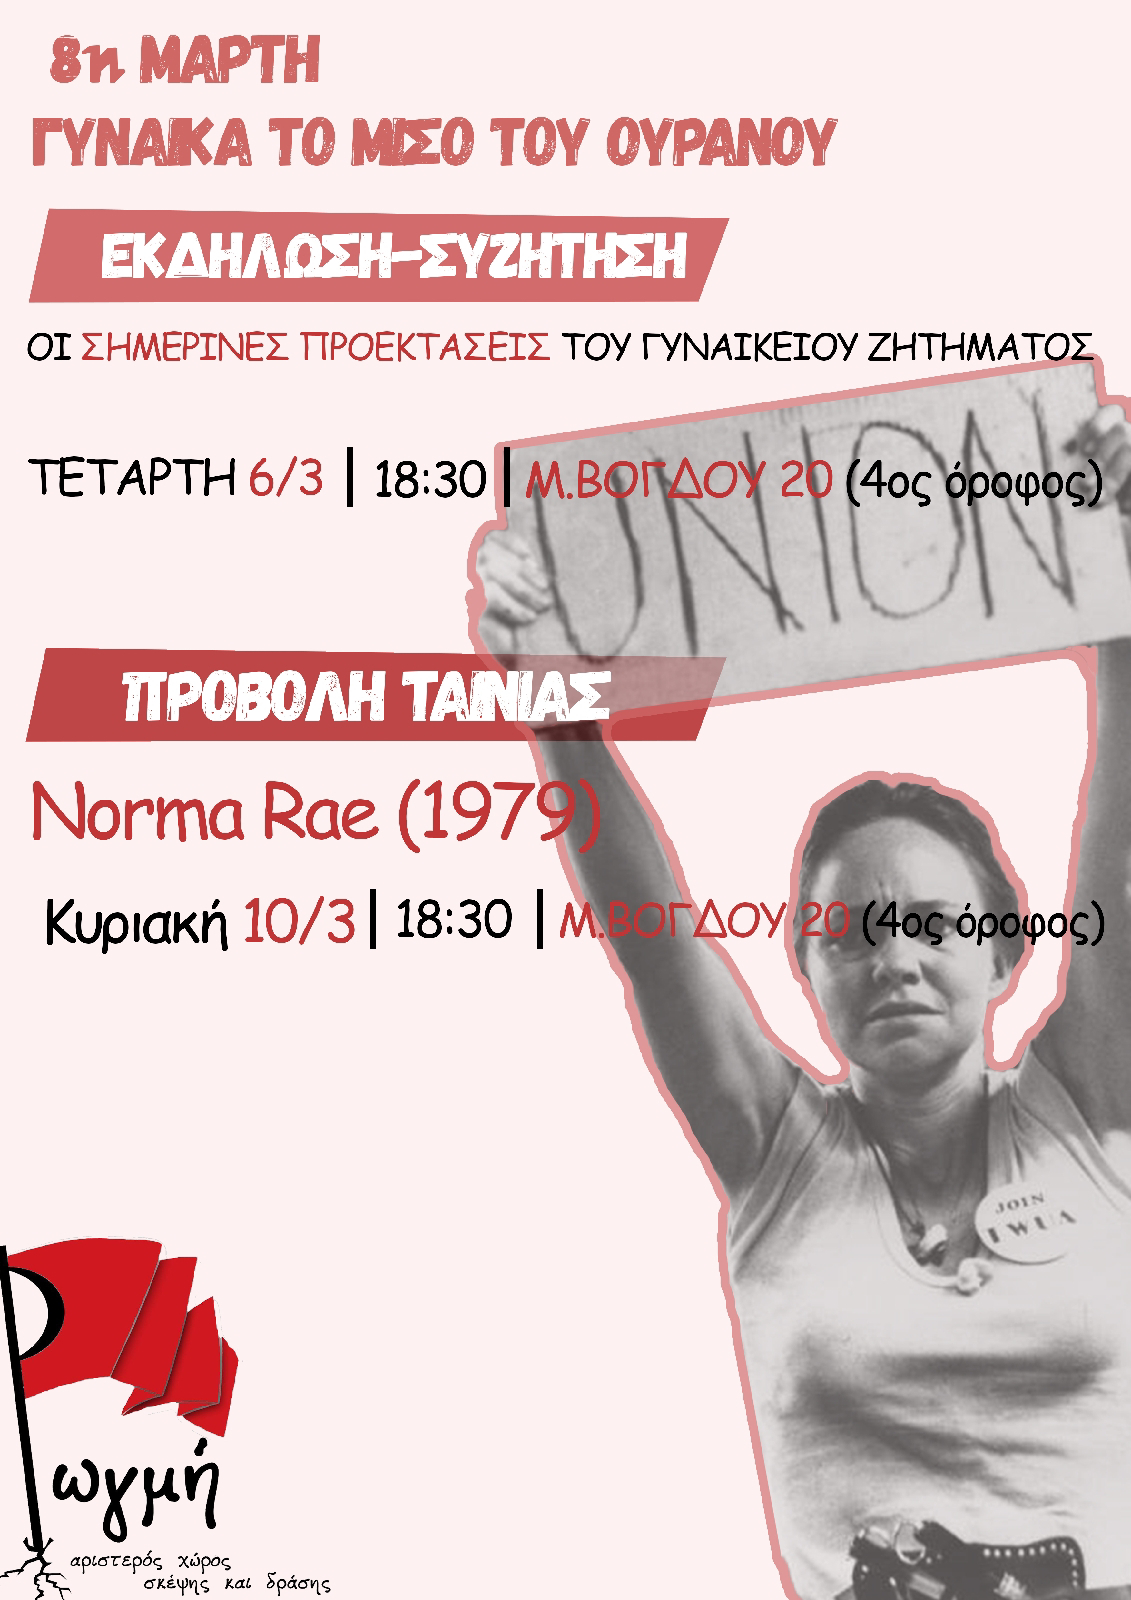 8η ΜΑΡΤΗ
ΓΥΝΑΙΚΑ ΤΟ ΜΙΣΟ ΤΟΥ ΟΥΡΑΝΟΥ
ΕΚΔΗΛΩΣΗ-ΣΥΖΗΤΗΣΗ
ΟΙ ΣΗΜΕΡΙΝΕΣ ΠΡΟΕΚΤΑΣΕΙΣ ΤΟΥ ΓΥΝΑΙΚΕΙΟΥ ΖΗΤΗΜΑΤΟΣ
UNION
ΤΕΤΑΡΤΗ 6/3 | 18:30 | Μ.ΒΟΓΔΟΥ 20 (4ος όροφος)
ΠΡΟΒΟΛΗ ΤΑΙΝΙΑΣ
Norma Rae (1979)
Κυριακή 10/3 | 18:30 | Μ.ΒΟΓΔΟΥ 20 (4ος όροφος)
JOIN
Ρωγμή
αριστερός χώρος
σκέψης και δράσης